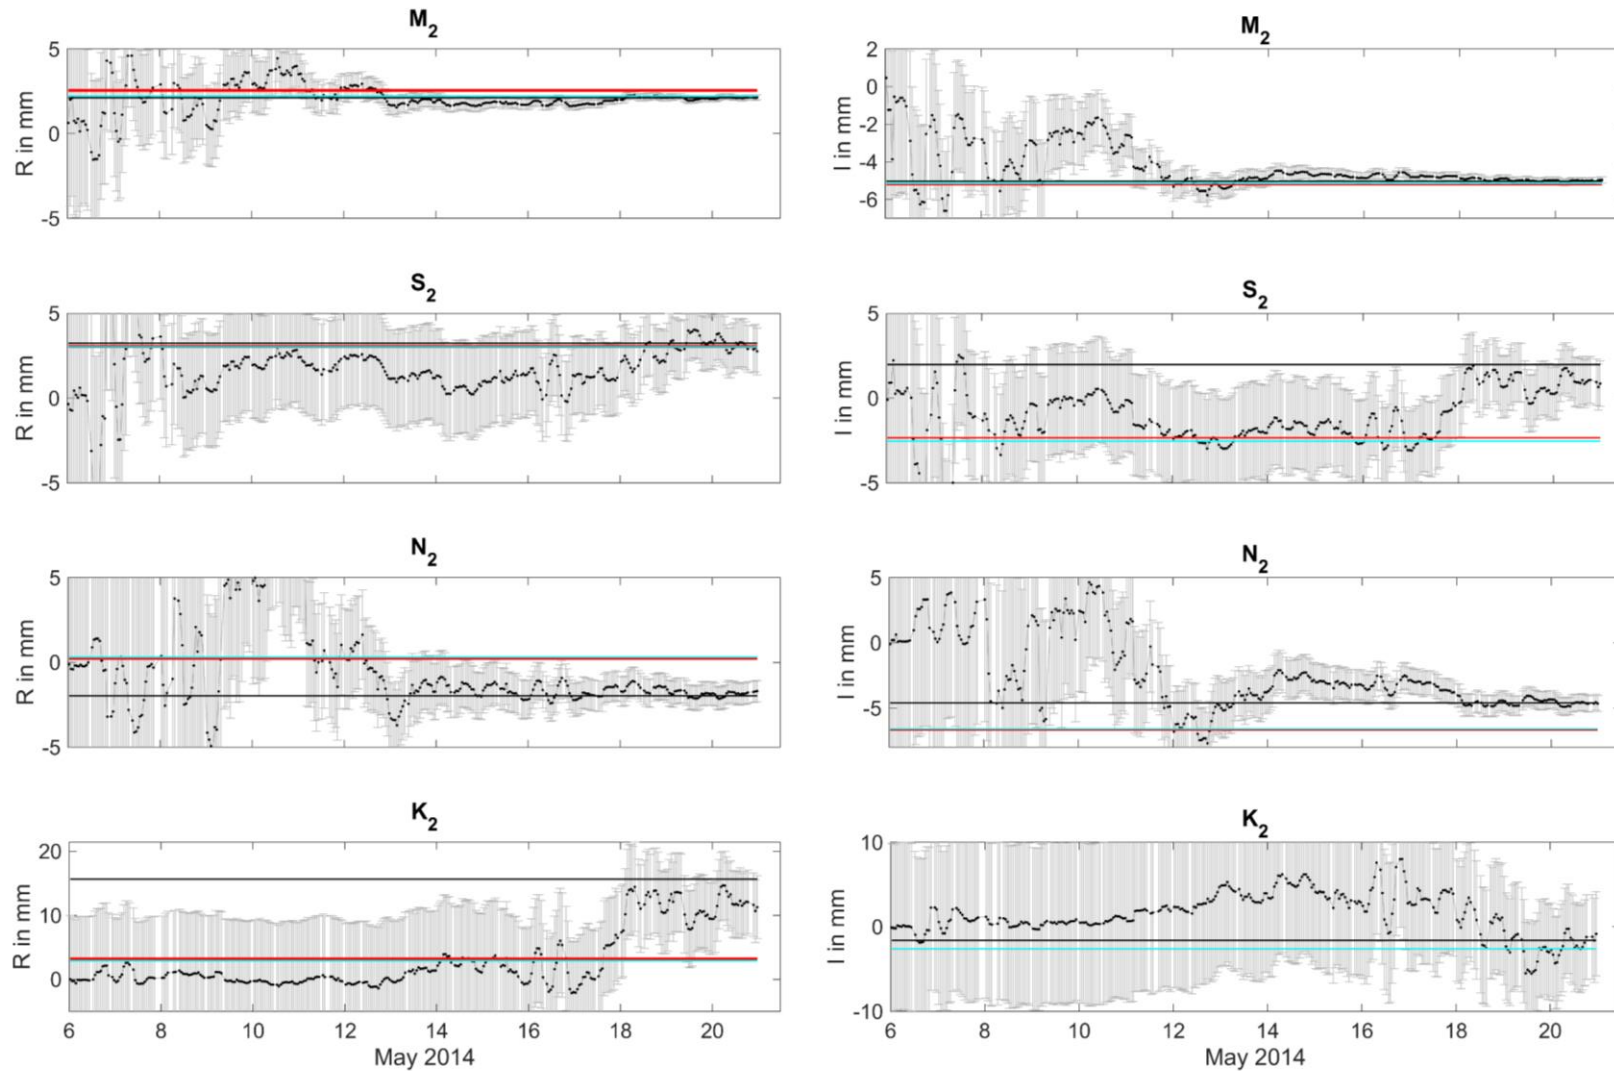 M2 M2
5 2
R in mm 0 I in mm 0
-2
-4
-5 -6
S2 S2
5 5
R in mm 0 I in mm 0
-5 -5
N2 N2
5 5
R in mm 0 I in mm 0
-5 -5
K2 K2
20 10
R in mm 10 I in mm 0
0 -10
6 8 10 12 14 16 18 20 6 8 10 12 14 16 18 20
May 2014 May 2014